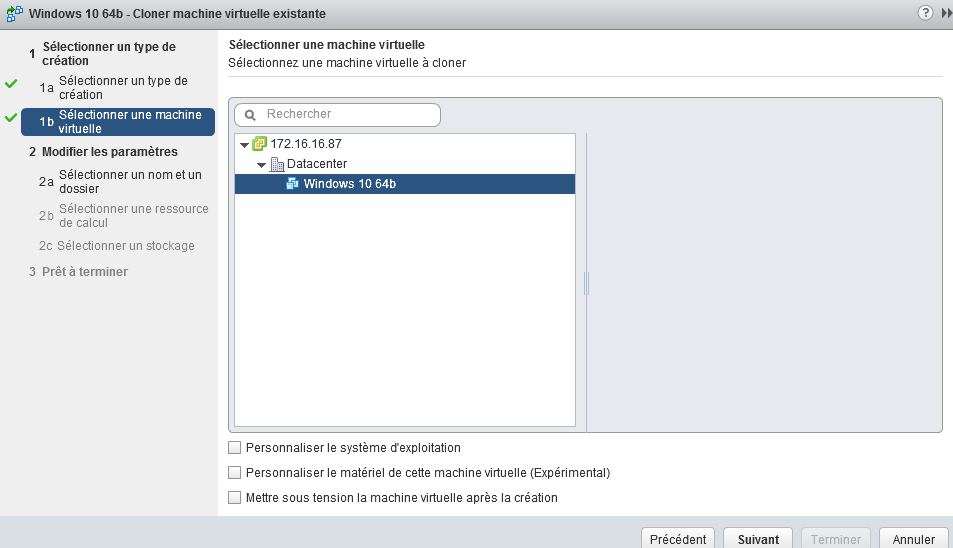 Windows 10 64b - Cloner machine virtuelle existante
?
1 Sélectionner un type de
création
1a Sélectionner un type de
création
1b Sélectionner une machine
virtuelle
2 Modifier les paramètres
2a Sélectionner un nom et un
dossier
2b Sélectionner une ressource
de calcul
2c Sélectionner un stockage
3 Prêt à terminer
Sélectionner une machine virtuelle
Sélectionnez une machine virtuelle à cloner
Rechercher
172.16.16.87
Datacenter
Windows 10 64b
Personnaliser le système d'exploitation
Personnaliser le matériel de cette machine virtuelle (Expérimental)
Mettre sous tension la machine virtuelle après la création
Précédent
Suivant
Terminer
Annuler